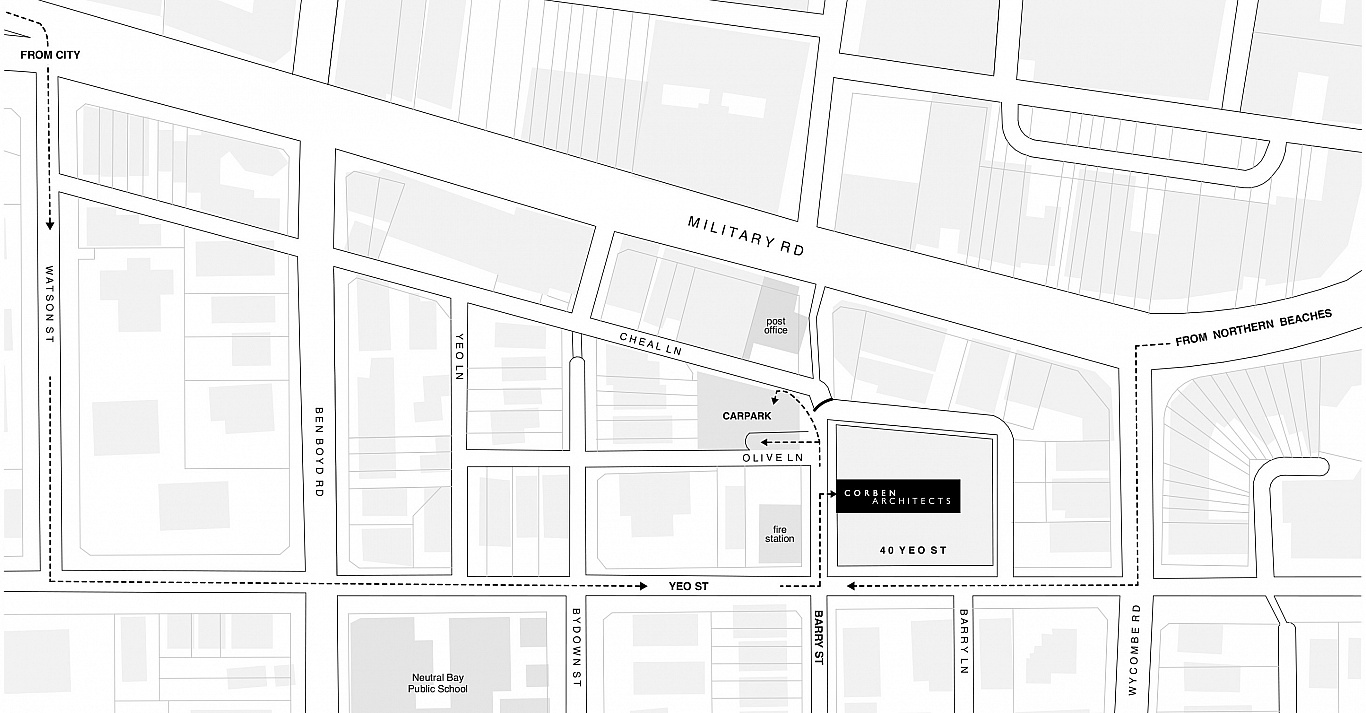 FROM CITY
MILITARY RD
WATSON ST
post
office
FROM NORTHERN BEACHES
YEO LN
CHEAL LN
BEN BOYD RD
CARPARK
OLIVE LN
CORBEN
ARCHITECTS
fire
station
40 YEO ST
YEO ST
BYDOWN ST
BARRY ST
BARRY LN
WYCOMBE RD
Neutral Bay
Public School